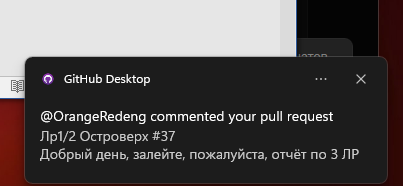 GitHub Desktop
@OrangeRedeng commented your pull request
Лр1/2 Островерх #37
Добрый день, залейте, пожалуйста, отчёт по 3 ЛР